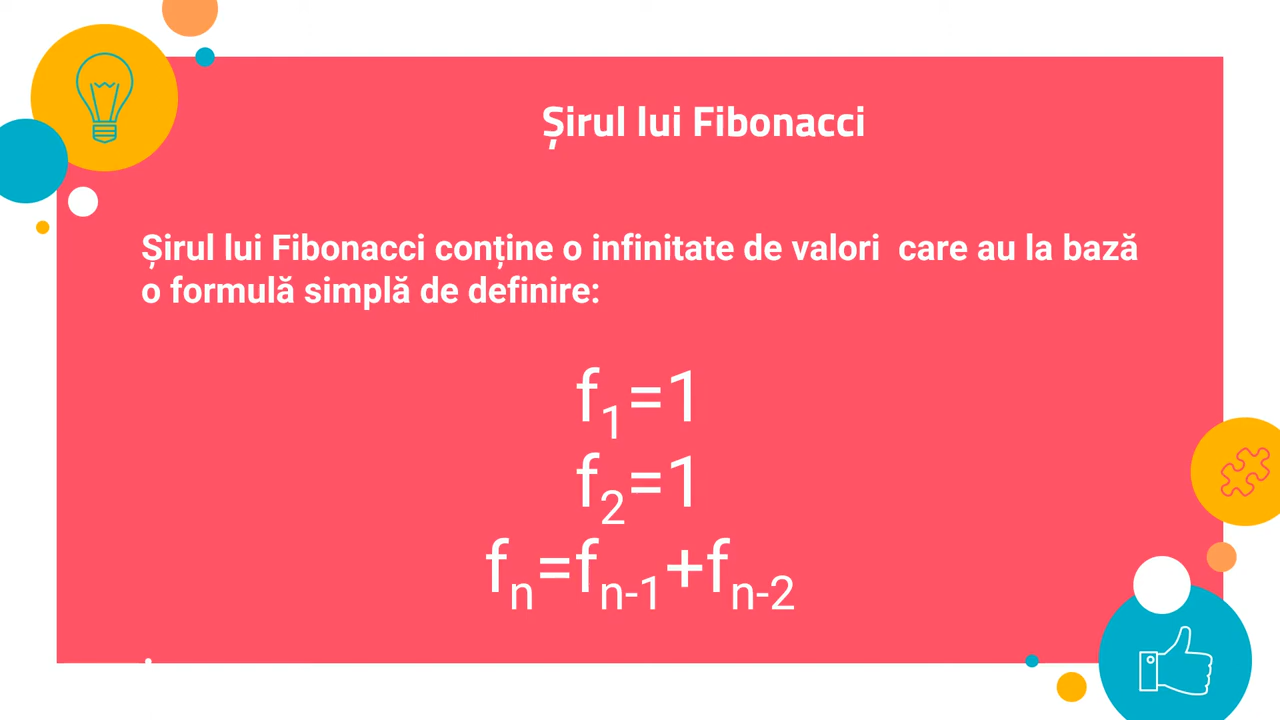 Șirul lui Fibonacci
Șirul lui Fibonacci conține o infinitate de valori  care au la bază
o formulă simplă de definire:
f₁=1
f₂=1
fₙ=fₙ₋₁+fₙ₋₂